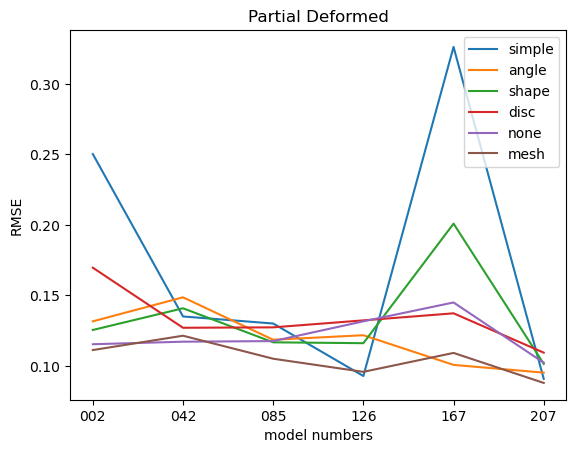 Partial Deformed
simple
angle
shape
disc
none
mesh
0.30
0.25
0.20
0.15
0.10
RMSE
002 042 085 126 167 207
model numbers